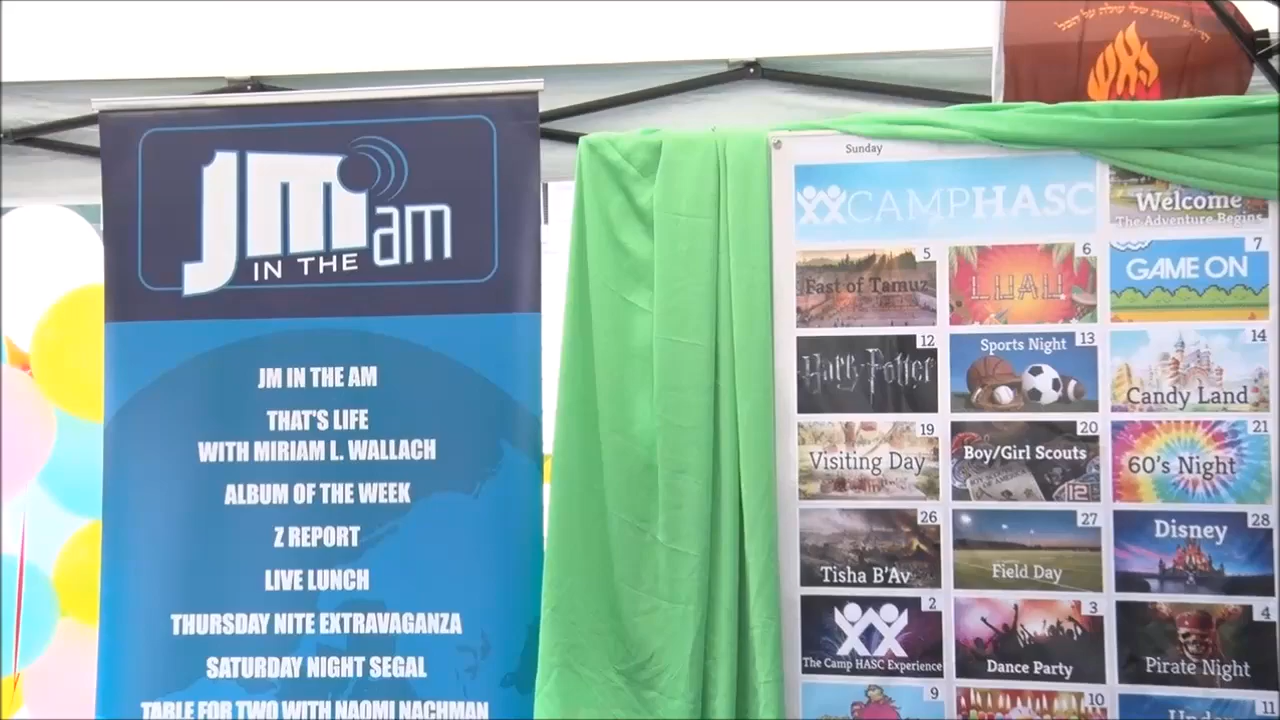 JM
IN THE am
JM IN THE AM
THAT'S LIFE
WITH MIRIAM L. WALLACH
ALBUM OF THE WEEK
Z REPORT
LIVE LUNCH
THURSDAY NITE EXTRAVAGANZA
SATURDAY NIGHT SEGAL
TABLE FOR TWO WITH NAOMI NACHMAN
Sunday
CAMPHASC
Welcome
The Adventure Begins
5
Fast of Tamuz
6
LUAU
7
GAME ON
12
Harry Potter
13
Sports Night
14
Candy Land
19
Visiting Day
20
Boy/Girl Scouts
21
60's Night
26
Tisha B'Av
27
Field Day
28
Disney
2
The Camp HASC Experience
3
Dance Party
4
Pirate Night
9
10
11